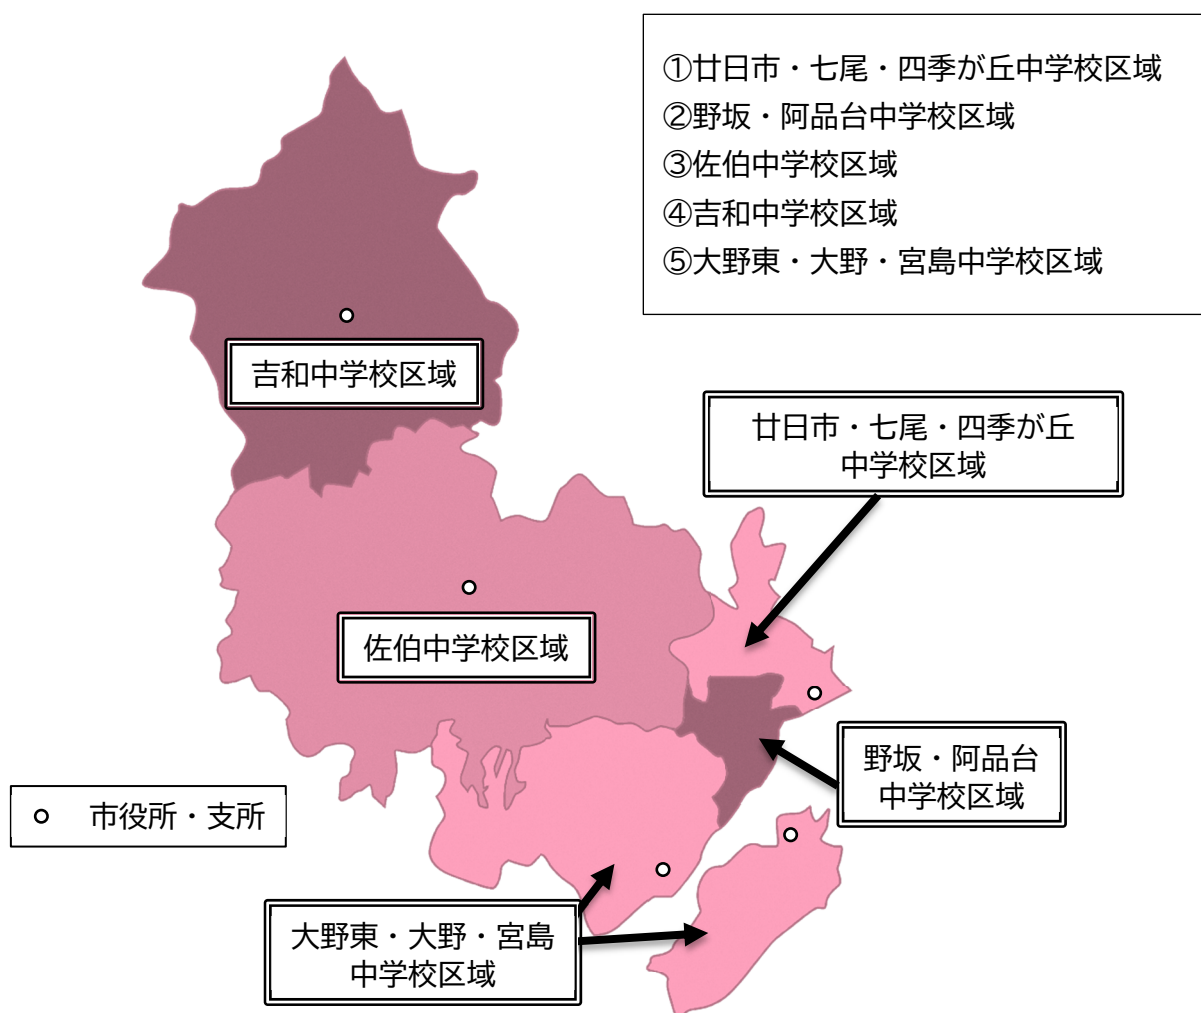 ①廿日市・七尾・四季が丘中学校区域
②野坂・阿品台中学校区域
③佐伯中学校区域
④吉和中学校区域
⑤大野東・大野・宮島中学校区域
吉和中学校区域
廿日市・七尾・四季が丘
中学校区域
佐伯中学校区域
野坂・阿品台
中学校区域
市役所・支所
大野東・大野・宮島
中学校区域